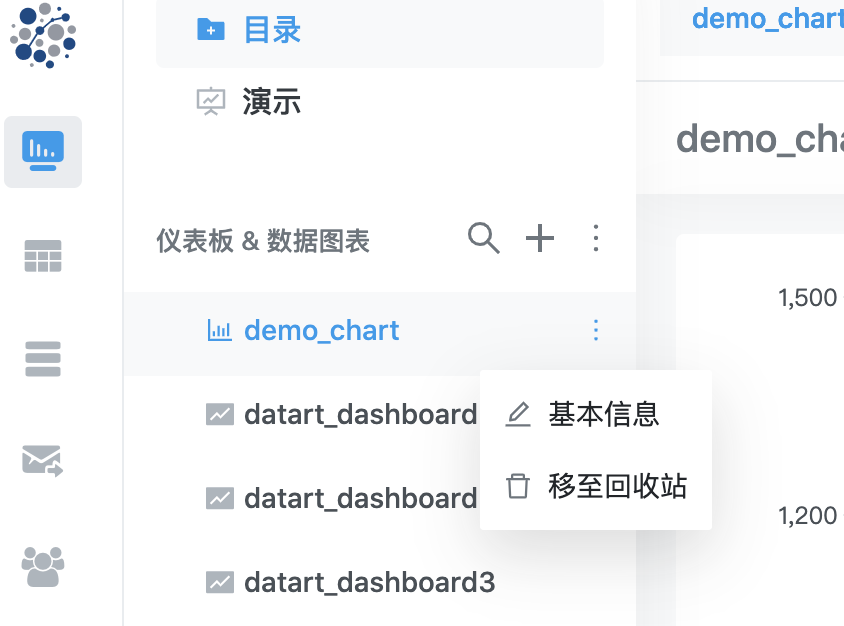 目录
演示
仪表板 & 数据图表
demo_chart
datart_dashboard
datart_dashboard
datart_dashboard3
基本信息
移至回收站
demo_chart
demo_cha
1,500
1,200